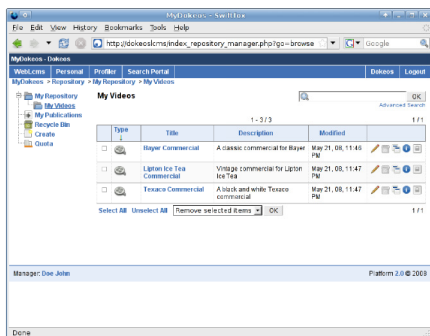 MyDokeos - Swiftfox
File Edit View History Bookmarks Tools Help
http://dokeoslcms/index_repository_manager.php?go=browse
Google
MyDokeos - Dokeos
WebLcms Personal Profiler Search Portal Dokeos Logout
MyDokeos > Repository > My Repository > My Videos
My Repository
My Videos
My Publications
Recycle Bin
Create
Quota
My Videos
OK
Advanced Search
1 - 3 / 3 1 / 1
Type Title Description Modified
Bayer Commercial A classic commercial for Bayer May 21, 08, 11:46 PM
Lipton Ice Tea Commercial Vintage commercial for Lipton Ice Tea May 21, 08, 11:47 PM
Texaco Commercial A black and white Texaco commercial May 21, 08, 11:47 PM
Select All Unselect All Remove selected items OK 1 / 1
Manager: Doe John Platform 2.0 © 2008
Done